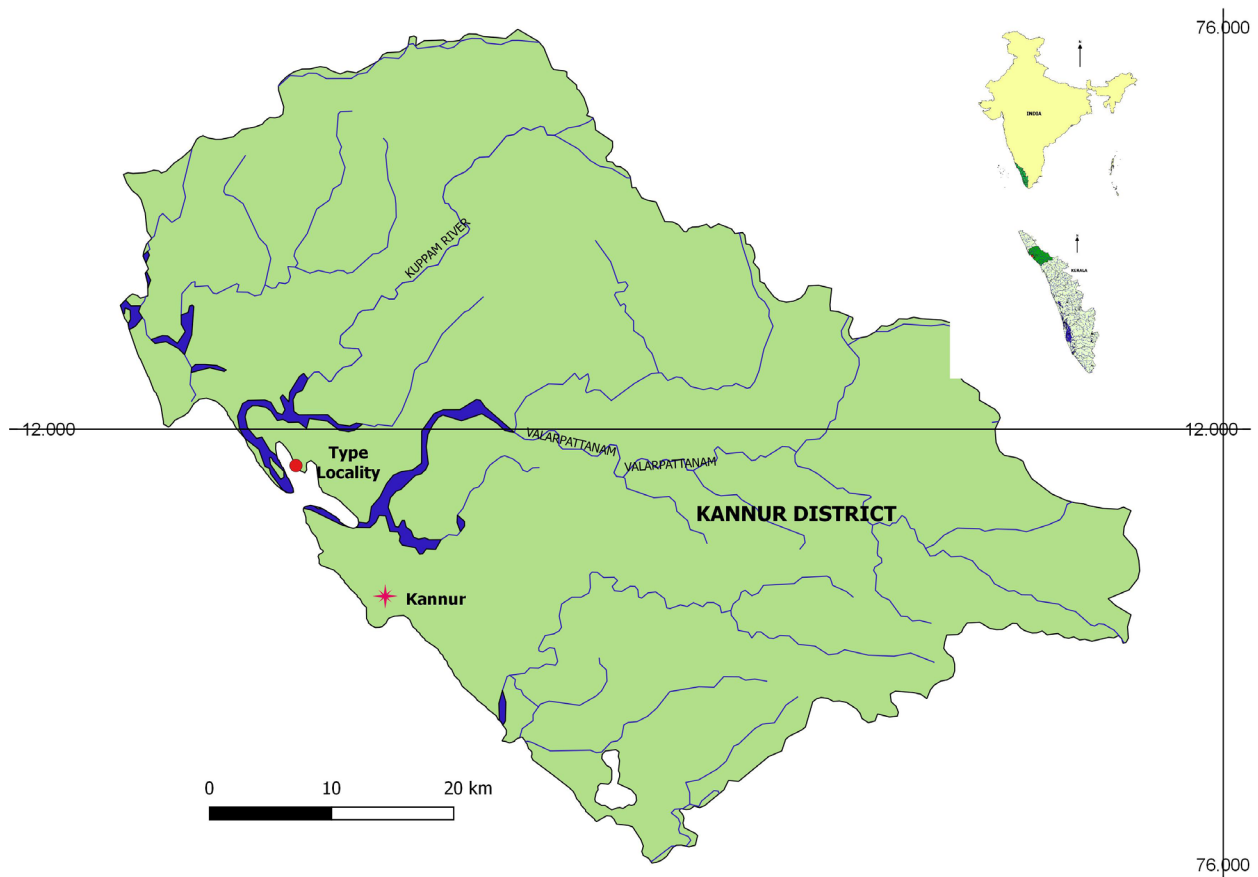 76.000
N
INDIA
N
KERALA
KUPPAM RIVER
12.000
12.000
VALARPATTANAM
VALARPATTANAM
Type
Locality
KANNUR DISTRICT
Kannur
0 10 20 km
76.000